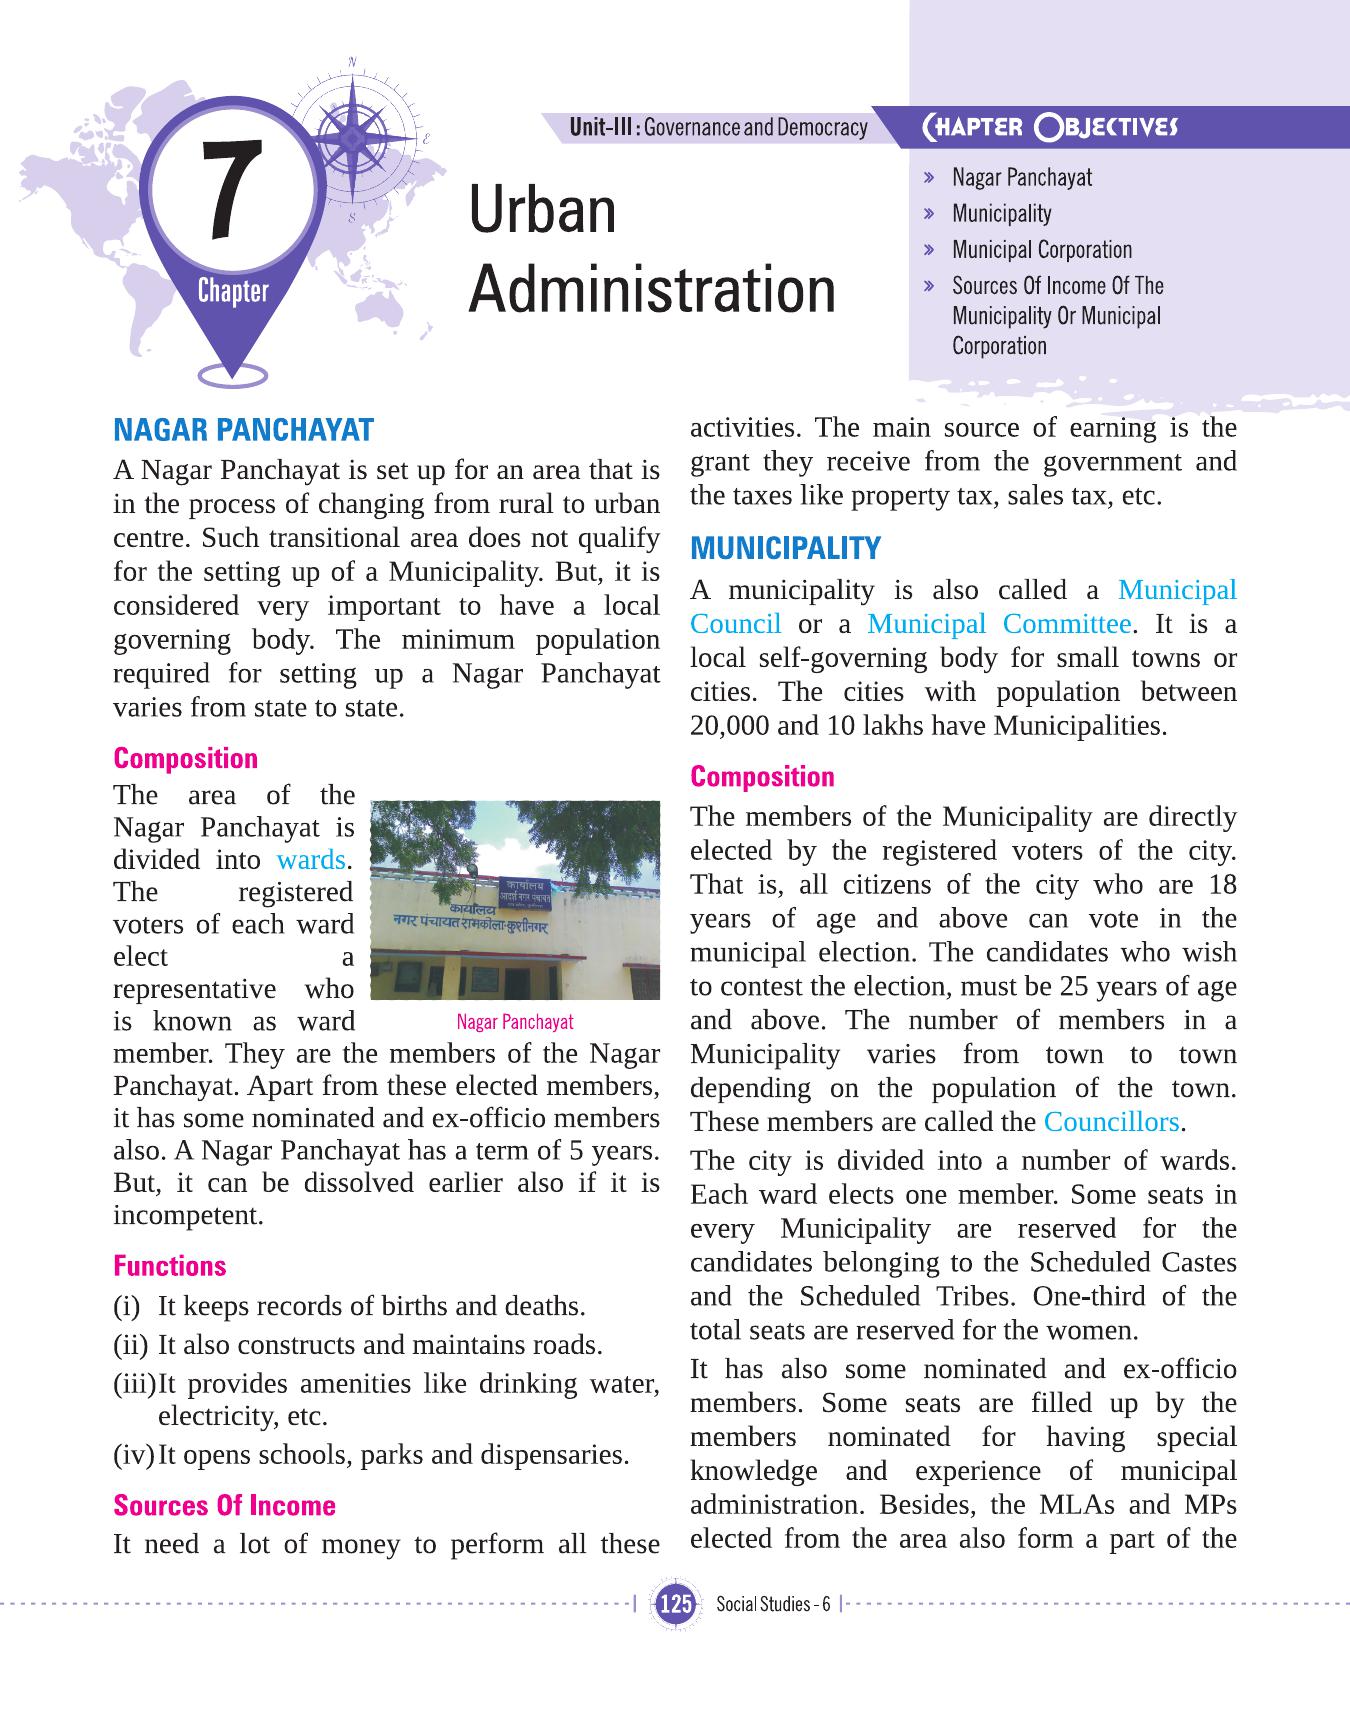 N
E
S
7
Chapter
Unit-III : Governance and Democracy
Urban
Administration
CHAPTER OBJECTIVES
» Nagar Panchayat
» Municipality
» Municipal Corporation
» Sources Of Income Of The
Municipality Or Municipal
Corporation
NAGAR PANCHAYAT
A Nagar Panchayat is set up for an area that is
in the process of changing from rural to urban
centre. Such transitional area does not qualify
for the setting up of a Municipality. But, it is
considered very important to have a local
governing body. The minimum population
required for setting up a Nagar Panchayat
varies from state to state.
Composition
The area of the
Nagar Panchayat is
divided into wards.
The registered
voters of each ward
elect a
representative who
is known as ward
कार्यालय
आदर्श नगर पंचायत
कार्यालय
नगर पंचायत रामकोला-कुशीनगर
Nagar Panchayat
member. They are the members of the Nagar
Panchayat. Apart from these elected members,
it has some nominated and ex-officio members
also. A Nagar Panchayat has a term of 5 years.
But, it can be dissolved earlier also if it is
incompetent.
Functions
(i) It keeps records of births and deaths.
(ii) It also constructs and maintains roads.
(iii)It provides amenities like drinking water,
electricity, etc.
(iv)It opens schools, parks and dispensaries.
Sources Of Income
It need a lot of money to perform all these
activities. The main source of earning is the
grant they receive from the government and
the taxes like property tax, sales tax, etc.
MUNICIPALITY
A municipality is also called a Municipal
Council or a Municipal Committee. It is a
local self-governing body for small towns or
cities. The cities with population between
20,000 and 10 lakhs have Municipalities.
Composition
The members of the Municipality are directly
elected by the registered voters of the city.
That is, all citizens of the city who are 18
years of age and above can vote in the
municipal election. The candidates who wish
to contest the election, must be 25 years of age
and above. The number of members in a
Municipality varies from town to town
depending on the population of the town.
These members are called the Councillors.
The city is divided into a number of wards.
Each ward elects one member. Some seats in
every Municipality are reserved for the
candidates belonging to the Scheduled Castes
and the Scheduled Tribes. One-third of the
total seats are reserved for the women.
It has also some nominated and ex-officio
members. Some seats are filled up by the
members nominated for having special
knowledge and experience of municipal
administration. Besides, the MLAs and MPs
elected from the area also form a part of the
125 Social Studies - 6